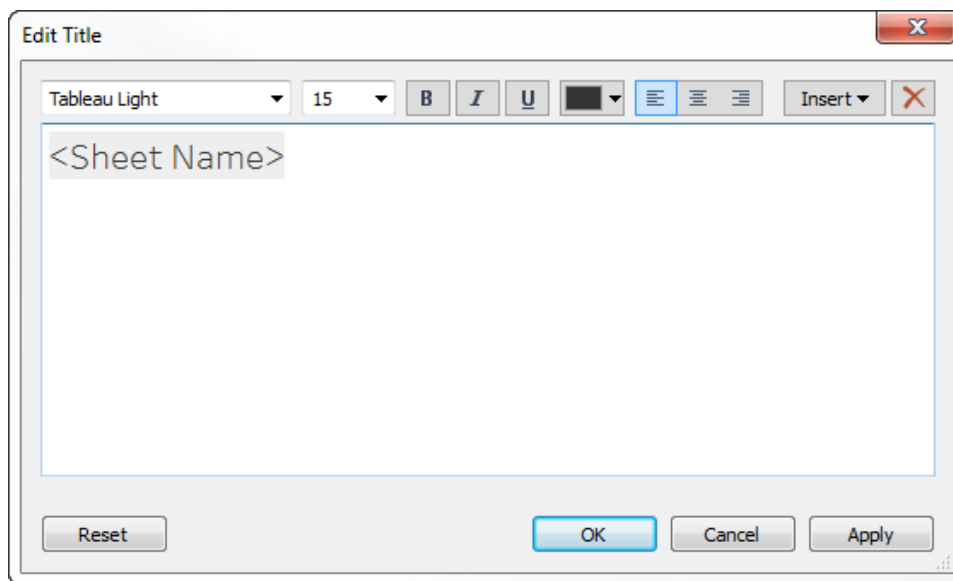 Edit Title
Tableau Light 15 B I U Insert
<Sheet Name>
Reset OK Cancel Apply